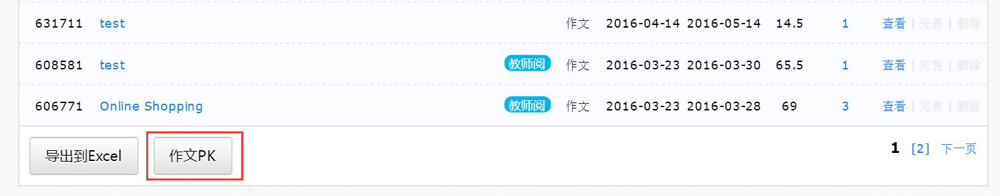 631711 test 作文 2016-04-14 2016-05-14 14.5 1 查看 | 完善 | 删除
608581 test 教师阅 作文 2016-03-23 2016-03-30 65.5 1 查看 | 完善 | 删除
606771 Online Shopping 教师阅 作文 2016-03-23 2016-03-28 69 3 查看 | 完善 | 删除
导出到Excel 作文PK 1 [2] 下一页